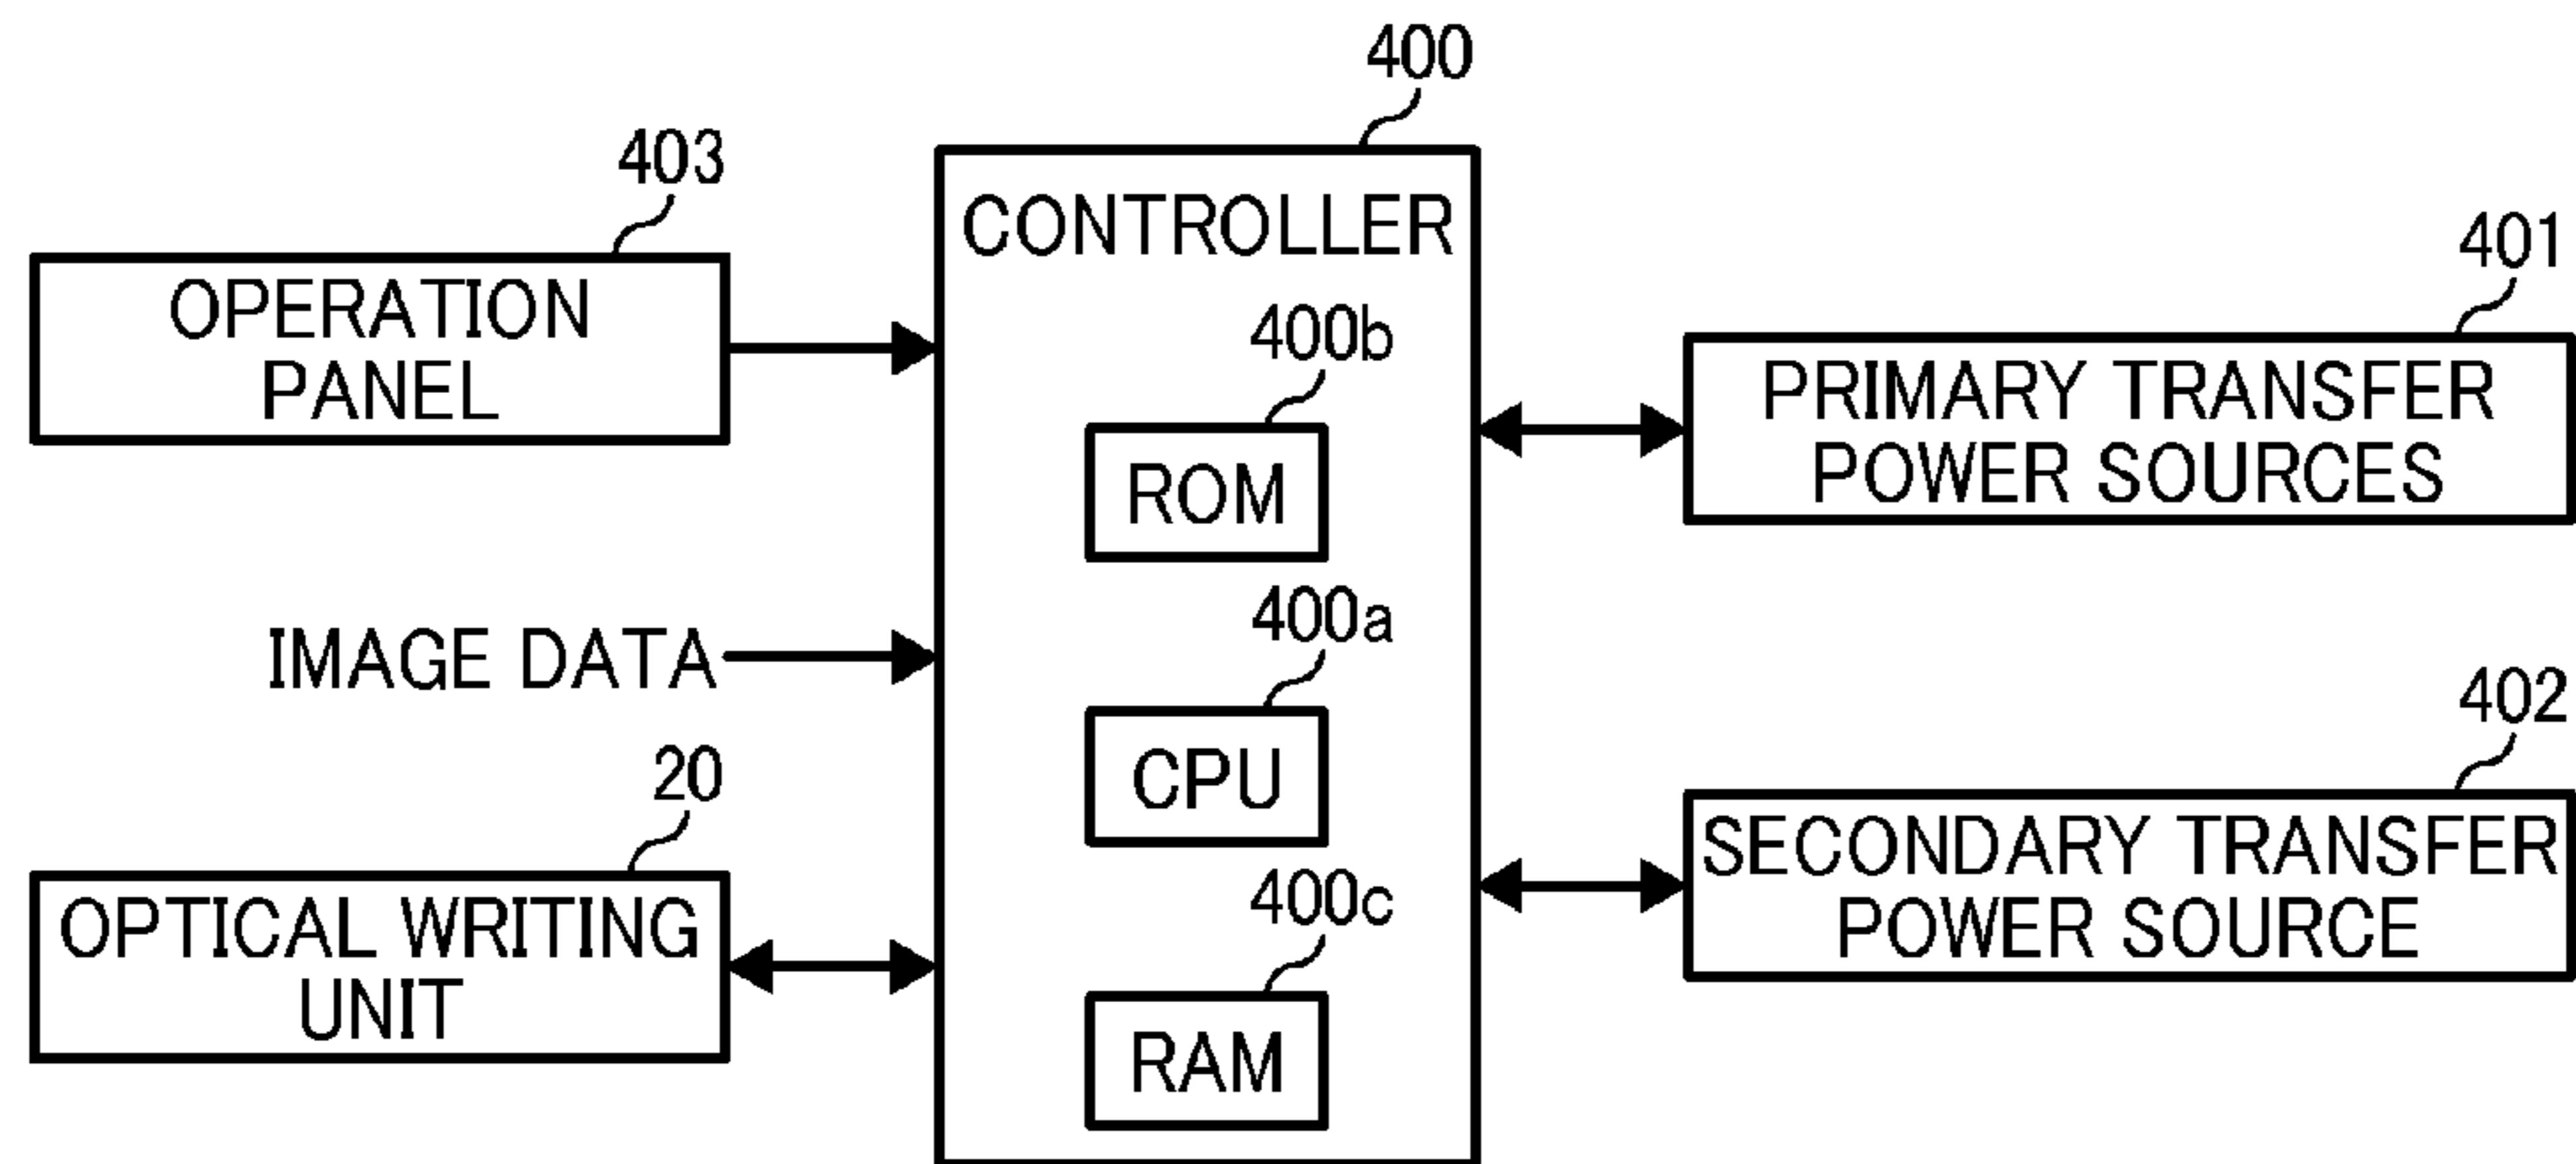 400
CONTROLLER
403
OPERATION
PANEL
400b
ROM
401
PRIMARY TRANSFER
POWER SOURCES
IMAGE DATA
400a
CPU
20
OPTICAL WRITING
UNIT
400c
RAM
402
SECONDARY TRANSFER
POWER SOURCE